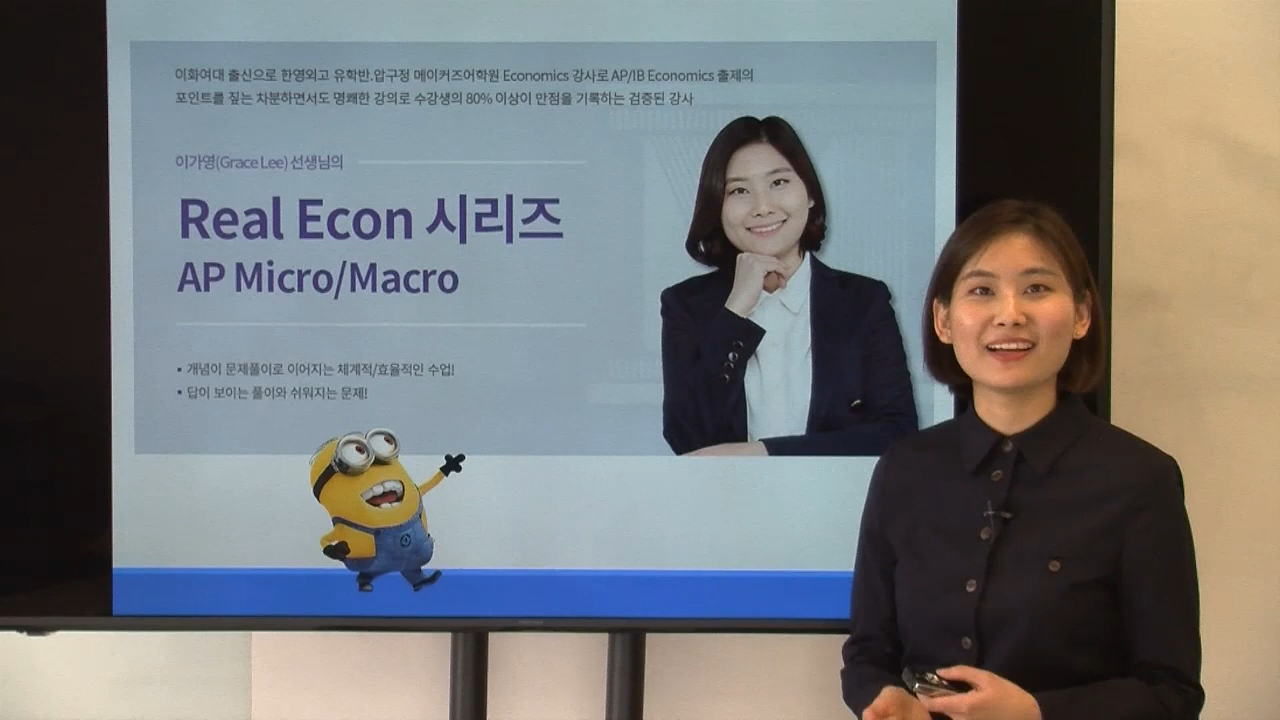 이화여대 출신으로 한영외고 유학반.압구정 메이커즈어학원 Economics 강사로 AP/IB Economics 출제의
포인트를 짚는 차분하면서도 명쾌한 강의로 수강생의 80% 이상이 만점을 기록하는 검증된 강사
이가영(Grace Lee) 선생님의
Real Econ 시리즈
AP Micro/Macro
▪ 개념이 문제풀이로 이어지는 체계적/효율적인 수업!
▪ 답이 보이는 풀이와 쉬워지는 문제!